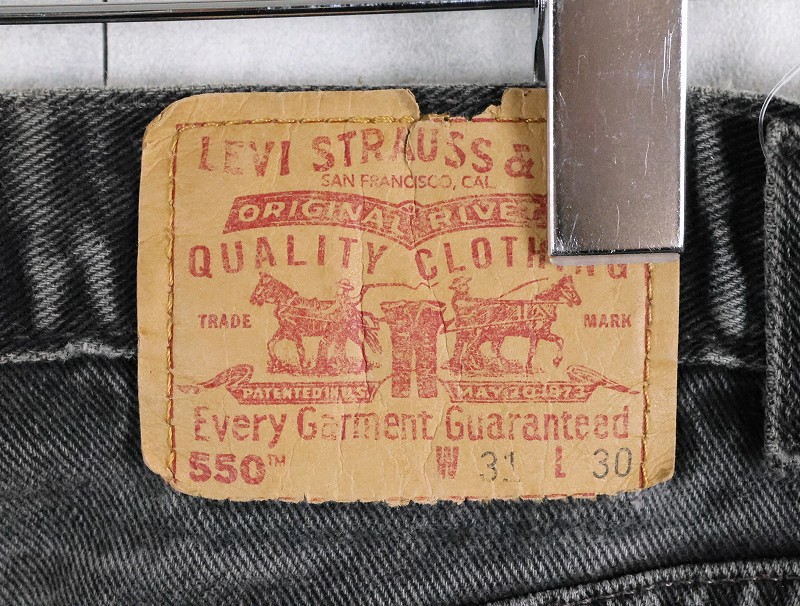 LEVI STRAUSS &
SAN FRANCISCO, CAL
ORIGINAL RIVET
QUALITY CLOTHING
TRADE MARK
PATENTED IN U.S. MAY 20 1873
Every Garment Guaranteed
550™ W 31 L 30